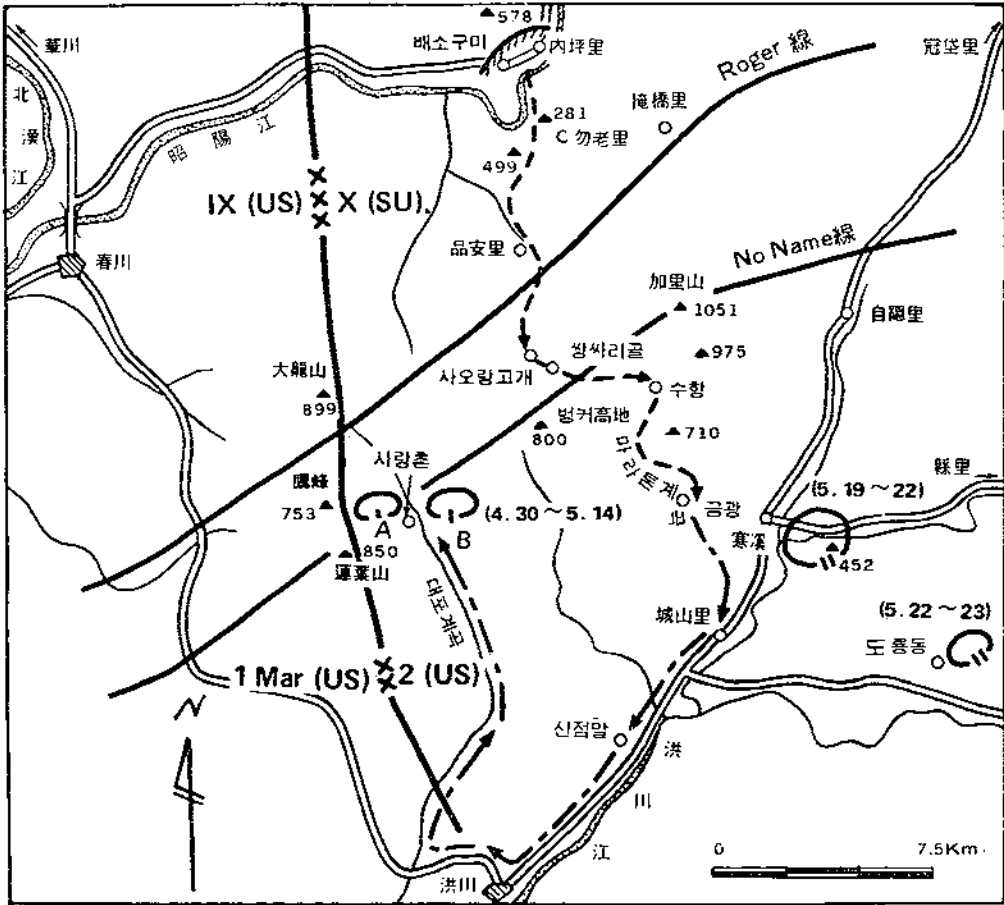 578
華川
배소구미
内坪里
冠岱里
Roger 線
北漢江
昭陽江
281
C 勿老里
淹橋里
499
IX (US)
X (SU)
品安里
No Name線
春川
加里山
1051
自隱里
975
쌍싸리골
사오랑고개
수항
大龍山
899
벙커高地
800
710
사랑촌
마라톤계곡
鷹峰
753
A
B
(4.30～5.14)
금광
(5.19～22)
縣里
850
蓮葉山
寒溪
452
대포계곡
城山里
(5.22～23)
도릉동
1 Mar (US)
2 (US)
N
신점말
洪川江
0
7.5Km
洪川